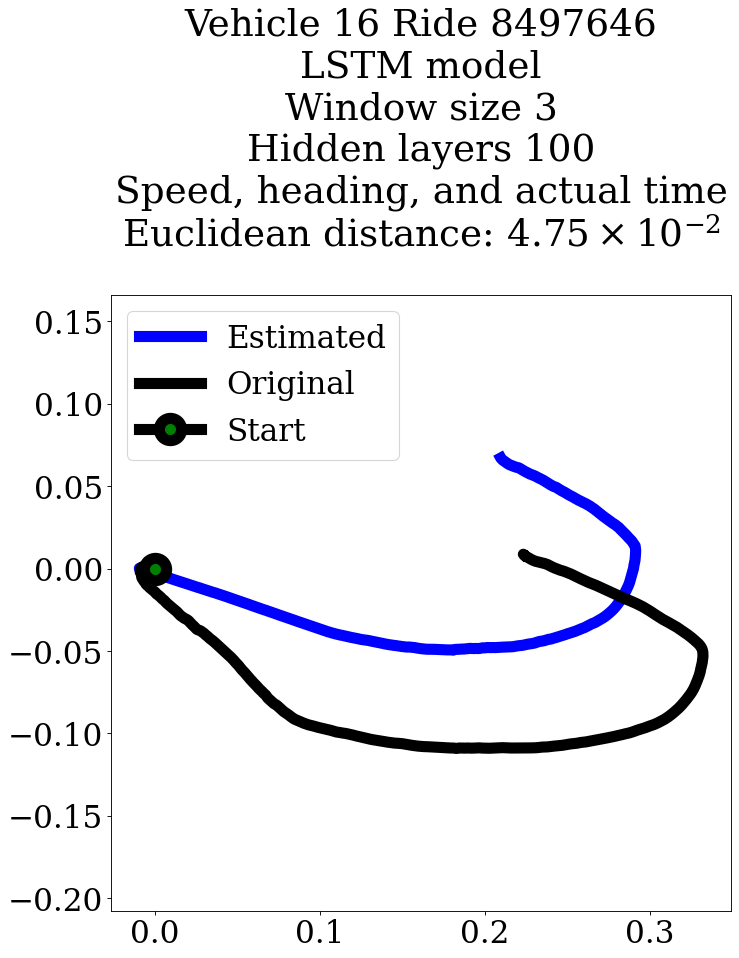 Vehicle 16 Ride 8497646
LSTM model
Window size 3
Hidden layers 100
Speed, heading, and actual time
Euclidean distance: 4.75 × 10⁻²
Estimated
Original
Start
0.15
0.10
0.05
0.00
−0.05
−0.10
−0.15
−0.20
0.0 0.1 0.2 0.3